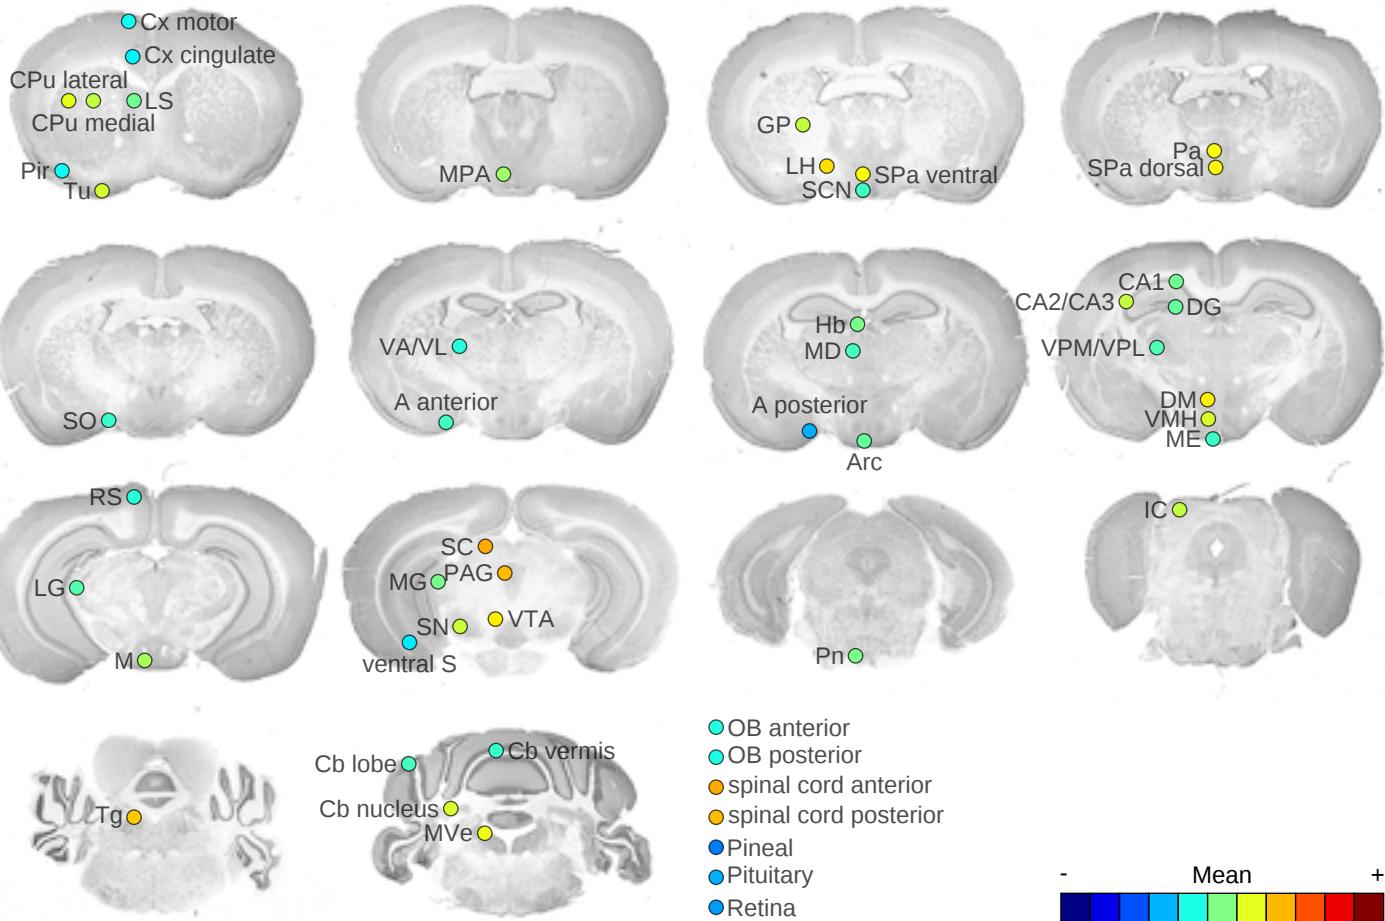 Cx motor
Cx cingulate
CPu lateral
LS
CPu medial
Pir
Tu
MPA
GP
LH
SPa ventral
SCN
Pa
SPa dorsal
SO
VA/VL
A anterior
Hb
MD
A posterior
Arc
CA1
CA2/CA3
DG
VPM/VPL
DM
VMH
ME
RS
LG
M
SC
PAG
MG
VTA
SN
ventral S
Pn
IC
Tg
Cb vermis
Cb lobe
Cb nucleus
MVe
OB anterior
OB posterior
spinal cord anterior
spinal cord posterior
Pineal
Pituitary
Retina
- Mean +